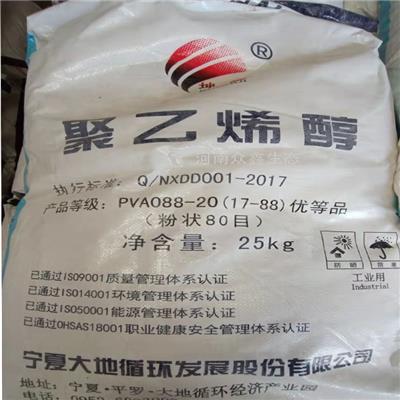 坤
®
聚乙烯醇
河南众鑫生态
执行标准: Q/NXDD001-2017
产品等级: PVA088-20 (17-88) 优等品
(粉状80目)
净含量: 25kg
已通过ISO9001质量管理体系认证
已通过ISO14001环境管理体系认证
已通过ISO50001能源管理体系认证
已通过OHSAS18001职业健康安全管理体系认证
工业用
Industrial
宁夏大地循环发展股份有限公司
地址: 宁夏·平罗·大地循环经济产业园